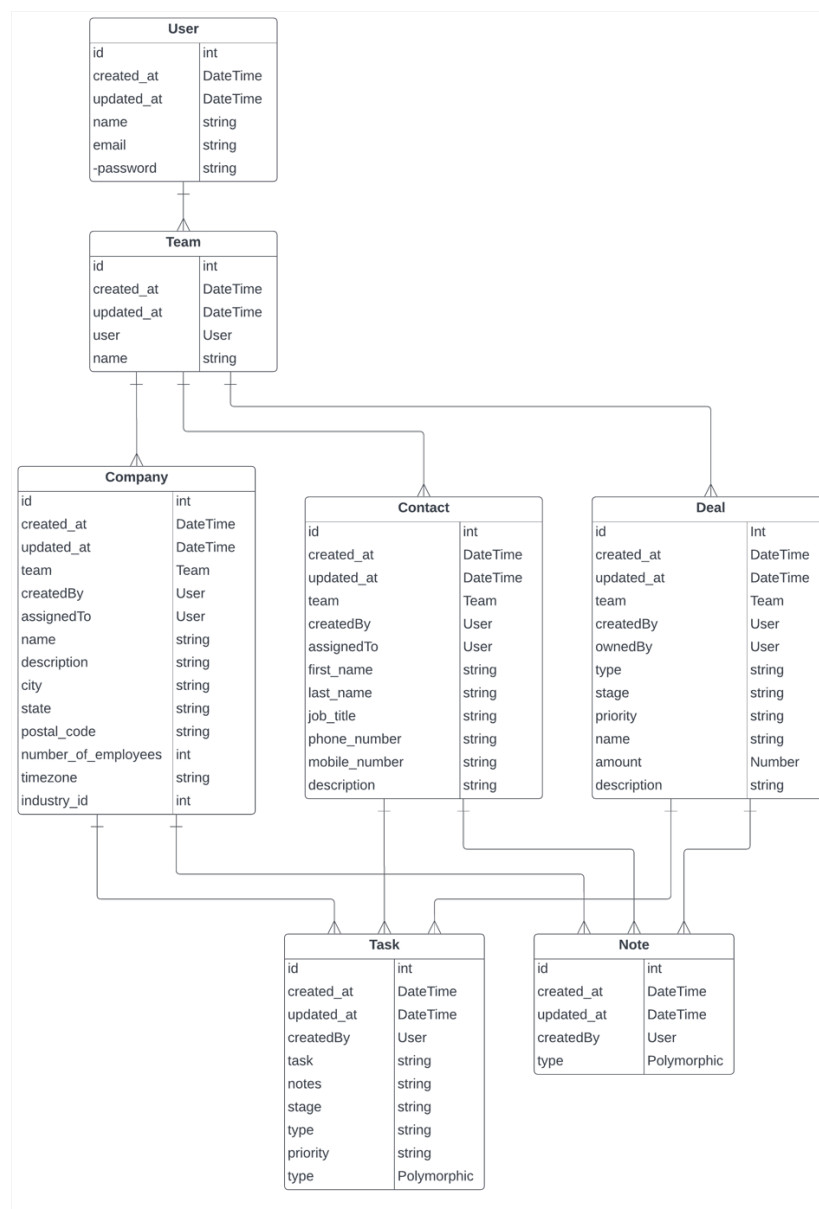 User
id int
created_at DateTime
updated_at DateTime
name string
email string
-password string
Team
id int
created_at DateTime
updated_at DateTime
user User
name string
Company
id int
created_at DateTime
updated_at DateTime
team Team
createdBy User
assignedTo User
name string
description string
city string
state string
postal_code string
number_of_employees int
timezone string
industry_id int
Contact
id int
created_at DateTime
updated_at DateTime
team Team
createdBy User
assignedTo User
first_name string
last_name string
job_title string
phone_number string
mobile_number string
description string
Deal
id Int
created_at DateTime
updated_at DateTime
team Team
createdBy User
ownedBy User
type string
stage string
priority string
name string
amount Number
description string
Task
id int
created_at DateTime
updated_at DateTime
createdBy User
task string
notes string
stage string
type string
priority string
type Polymorphic
Note
id int
created_at DateTime
updated_at DateTime
createdBy User
type Polymorphic